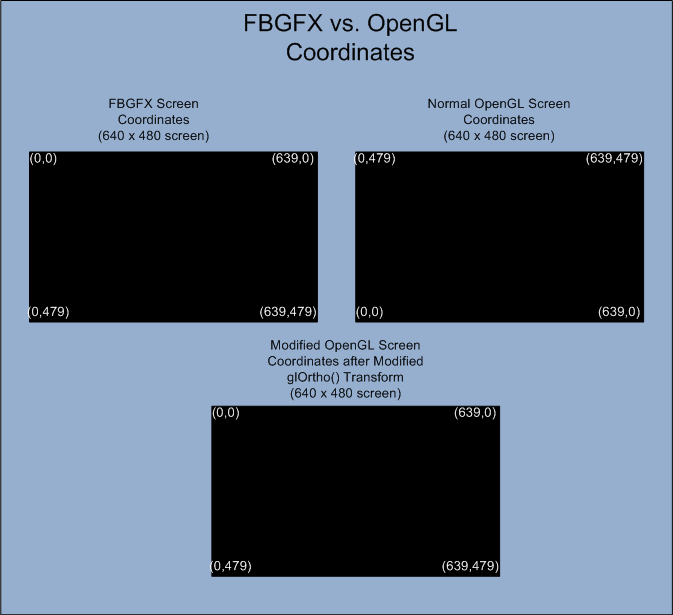 FBGFX vs. OpenGL
Coordinates
FBGFX Screen
Coordinates
(640 x 480 screen)
(0,0) (639,0)
(0,479) (639,479)
Normal OpenGL Screen
Coordinates
(640 x 480 screen)
(0,479) (639,479)
(0,0) (639,0)
Modified OpenGL Screen
Coordinates after Modified
glOrtho() Transform
(640 x 480 screen)
(0,0) (639,0)
(0,479) (639,479)